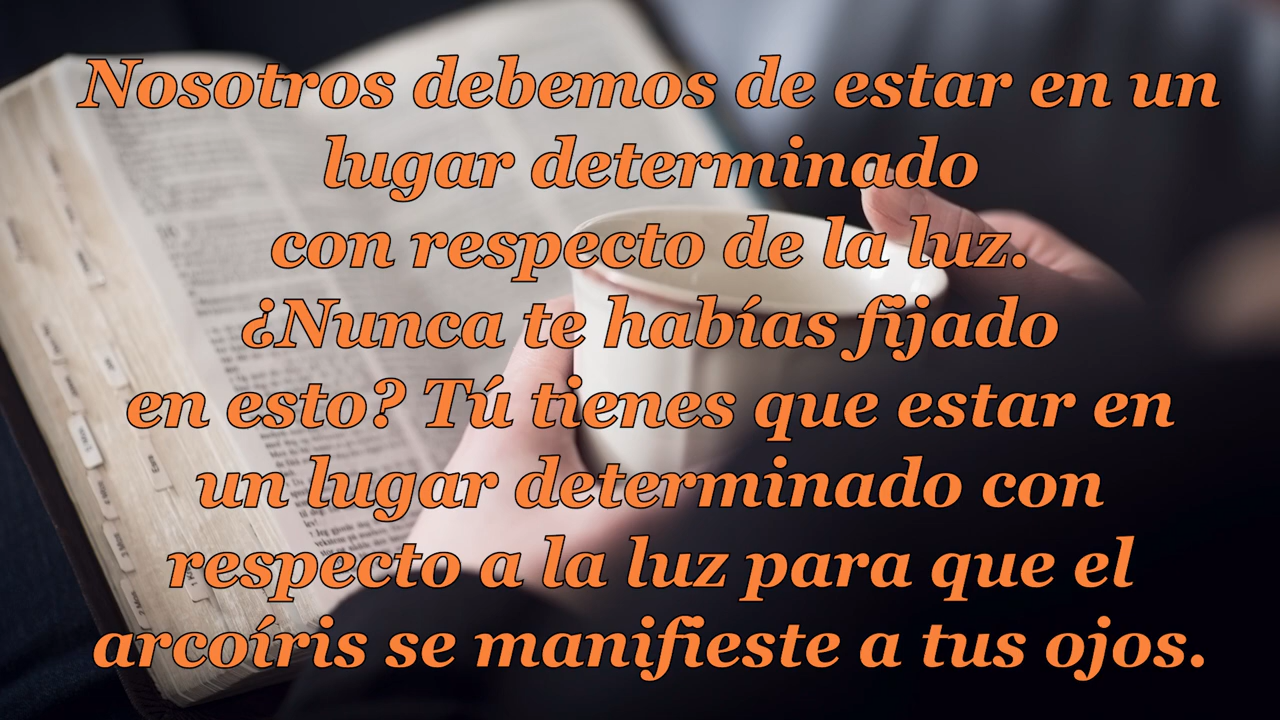 Nosotros debemos de estar en un
lugar determinado
con respecto de la luz.
¿Nunca te habías fijado
en esto? Tú tienes que estar en
un lugar determinado con
respecto a la luz para que el
arcoíris se manifieste a tus ojos.